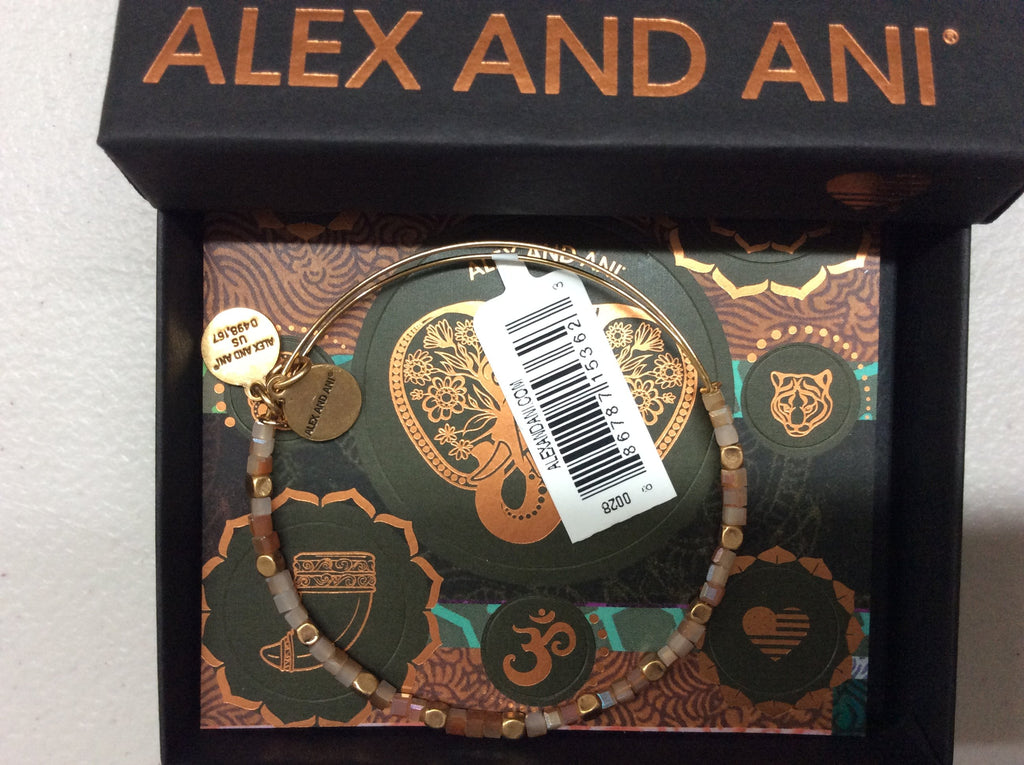 ALEX AND ANI®
ALEX AND ANI®
ALEX AND ANI®
US
D498,167
ALEX AND ANI®
ALEXANDANI.COM
8 86787 15362 3
0028
ॐ